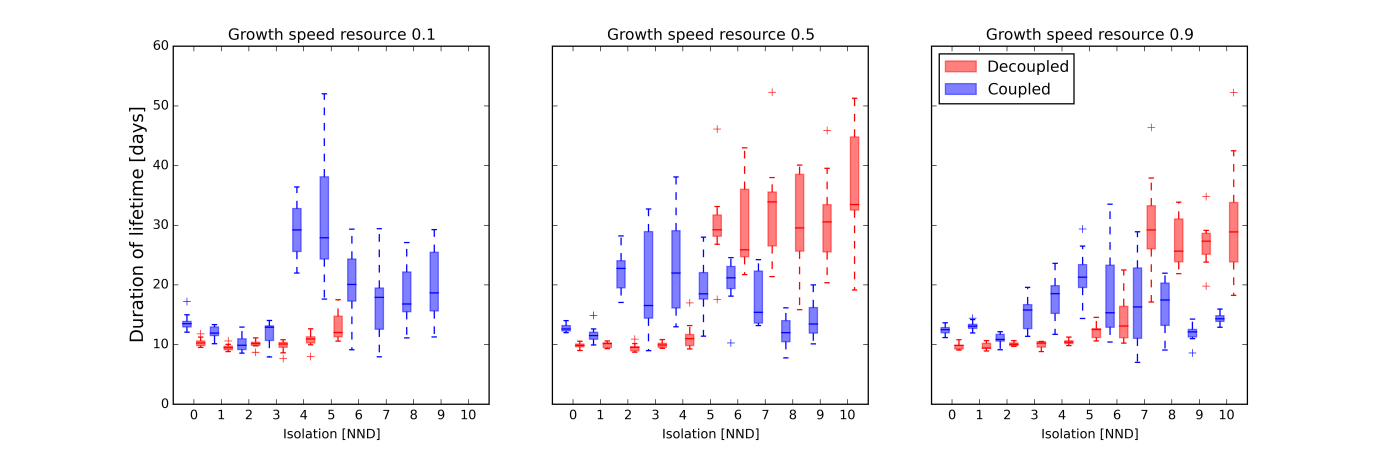 Growth speed resource 0.1
Growth speed resource 0.5
Growth speed resource 0.9
Duration of lifetime [days]
60
50
40
30
20
10
0
Decoupled
Coupled
0 1 2 3 4 5 6 7 8 9 10
0 1 2 3 4 5 6 7 8 9 10
0 1 2 3 4 5 6 7 8 9 10
Isolation [NND]
Isolation [NND]
Isolation [NND]